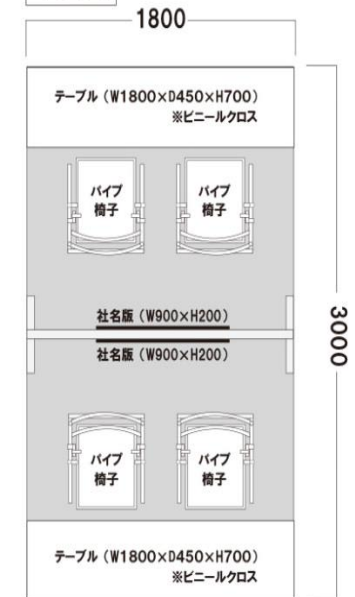 1800
テーブル（W1800×D450×H700）
※ビニールクロス
パイプ
椅子
パイプ
椅子
社名版（W900×H200）
社名版（W900×H200）
3000
パイプ
椅子
パイプ
椅子
テーブル（W1800×D450×H700）
※ビニールクロス